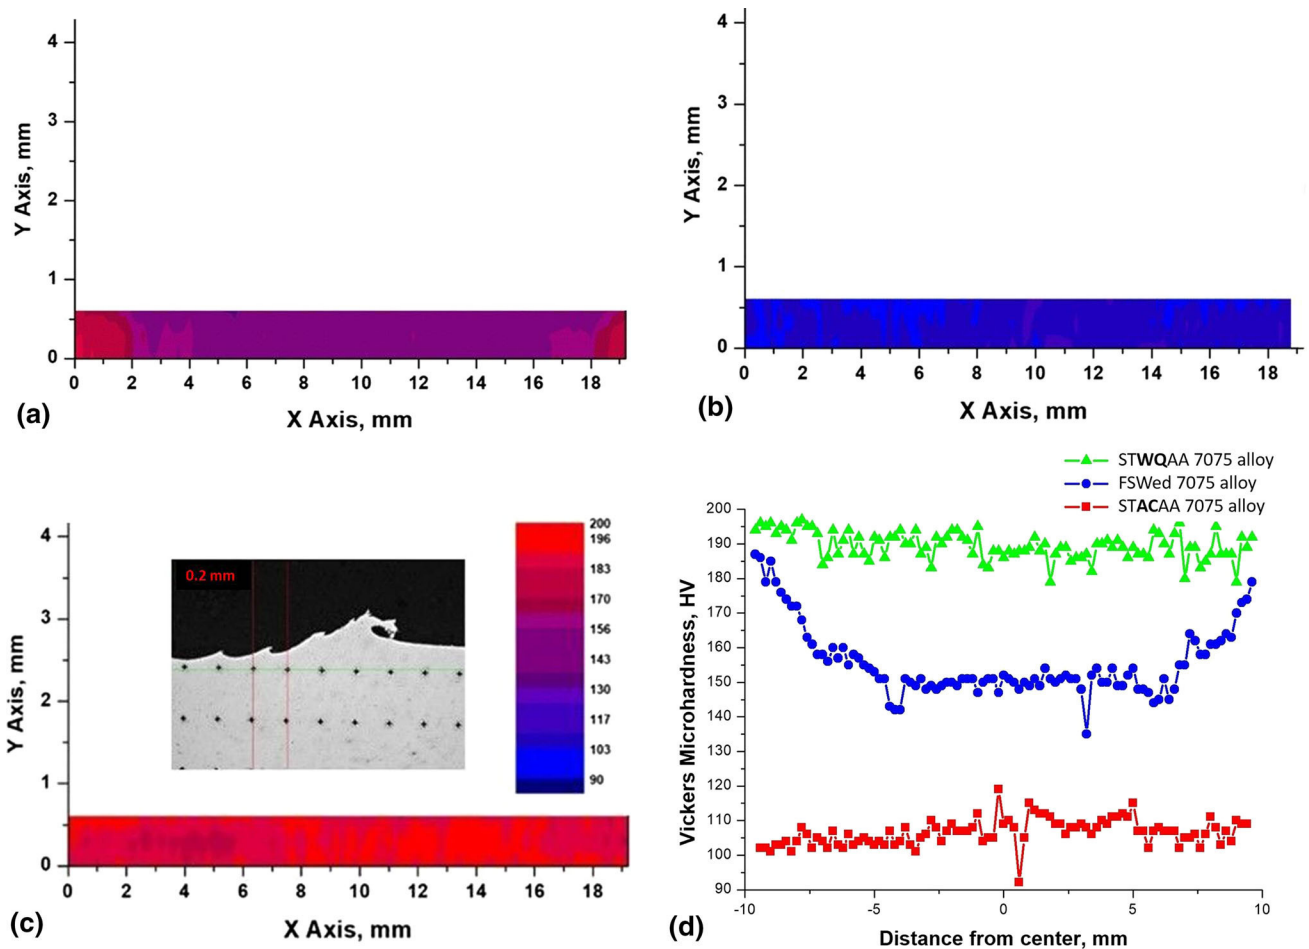 4
3
2
1
0
Y Axis, mm
0 2 4 6 8 10 12 14 16 18
X Axis, mm
(a)
4
3
2
1
0
Y Axis, mm
0 2 4 6 8 10 12 14 16 18
X Axis, mm
(b)
4
3
2
1
0
Y Axis, mm
0.2 mm
200
196
183
170
156
143
130
117
103
90
0 2 4 6 8 10 12 14 16 18
X Axis, mm
(c)
STWQAA 7075 alloy
FSWed 7075 alloy
STACAA 7075 alloy
200
190
180
170
160
150
140
130
120
110
100
90
Vickers Microhardness, HV
-10 -5 0 5 10
Distance from center, mm
(d)